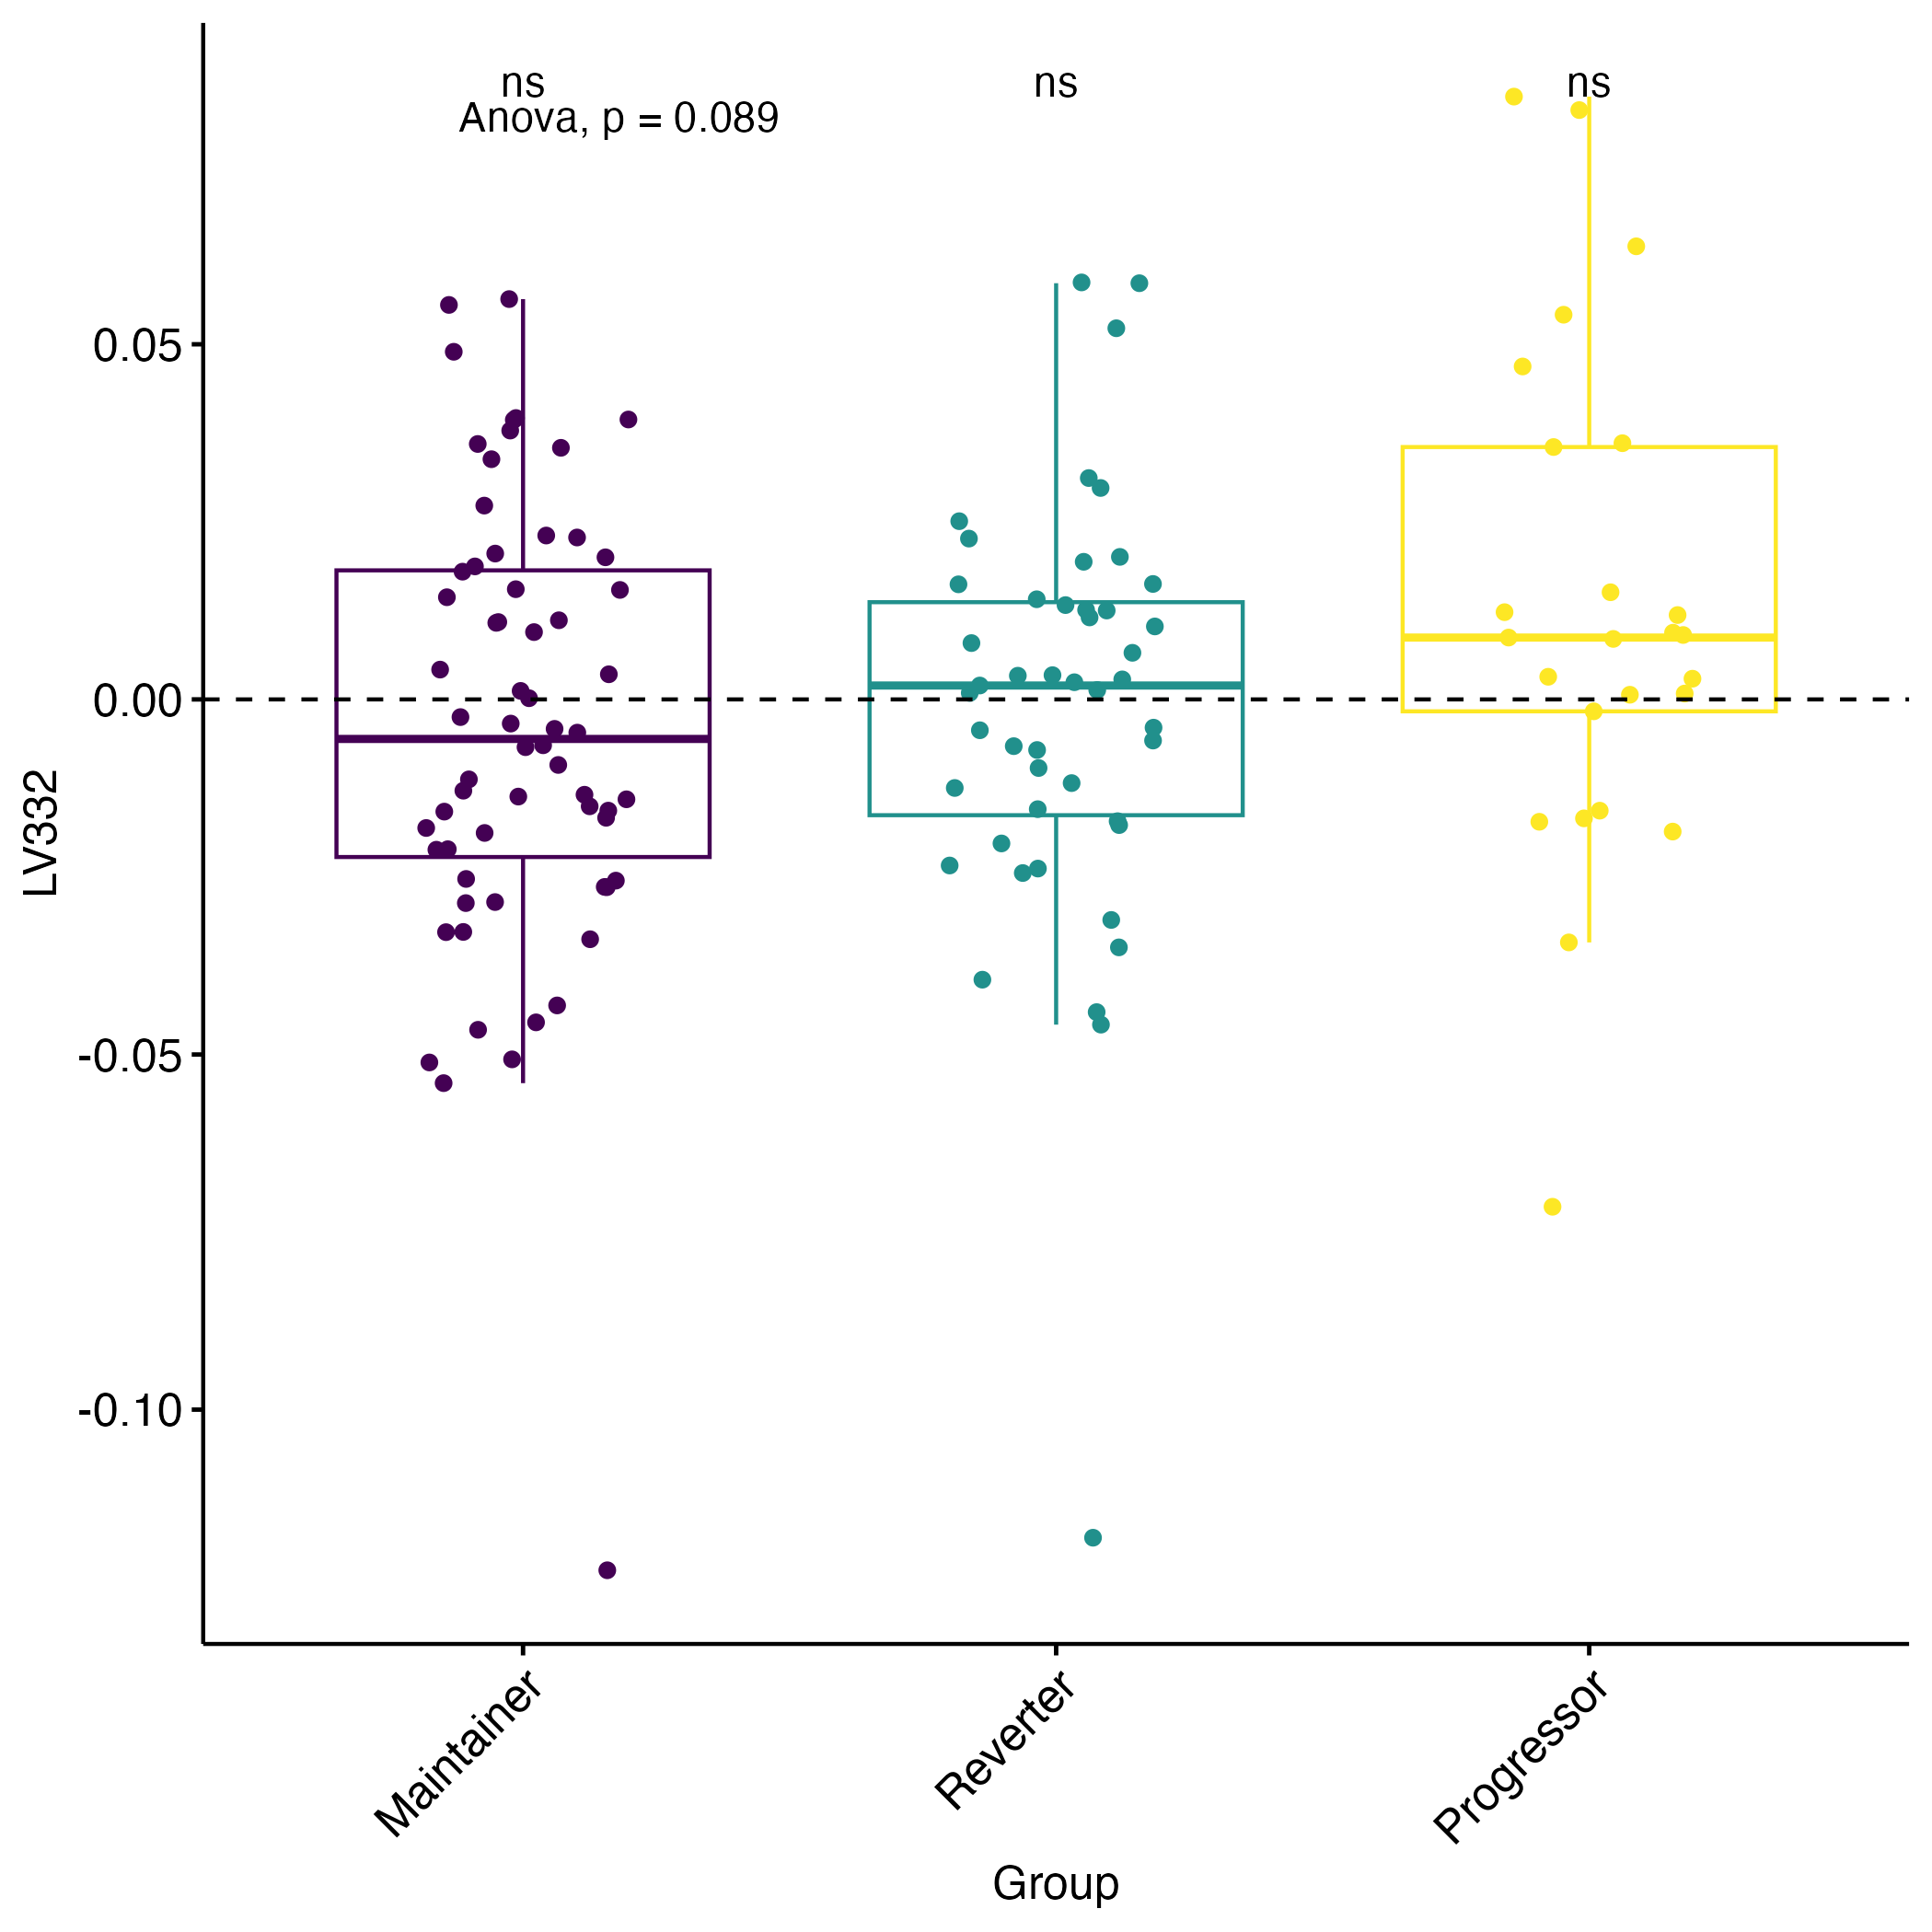 ns ns ns
Anova, p = 0.089
0.05
0.00
-0.05
-0.10
LV332
Maintainer Reverter Progressor
Group